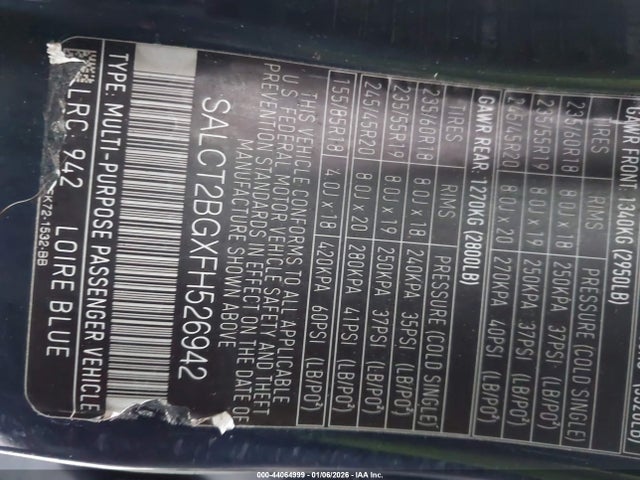 GAWR FRONT: 1340KG (2950LB)
TIRES RIMS PRESSURE(COLD SINGLE)
235/60R18 8.0J x 18 250KPA 37PSI (LB/PO²)
235/55R19 8.0J x 19 250KPA 37PSI (LB/PO²)
245/45R20 8.0J x 20 270KPA 40PSI (LB/PO²)
GAWR REAR: 1270KG (2800LB)
TIRES RIMS PRESSURE(COLD SINGLE)
235/60R18 8.0J x 18 240KPA 35PSI (LB/PO²)
235/55R19 8.0J x 19 250KPA 37PSI (LB/PO²)
245/45R20 8.0J x 20 280KPA 41PSI (LB/PO²)
155/85R18 4.0J x 18 420KPA 60PSI (LB/PO²)
THIS VEHICLE CONFORMS TO ALL APPLICABLE
U S FEDERAL MOTOR VEHICLE SAFETY AND THEFT
PREVENTION STANDARDS IN EFFECT ON THE DATE OF
MANUFACTURE SHOWN ABOVE
SALCT2BGXFH526942
TYPE: MULTI-PURPOSE PASSENGER VEHICLE
LRC 942 LOIRE BLUE
K72-1532-BB
000-44064999 - 01/06/2026 - IAA Inc.